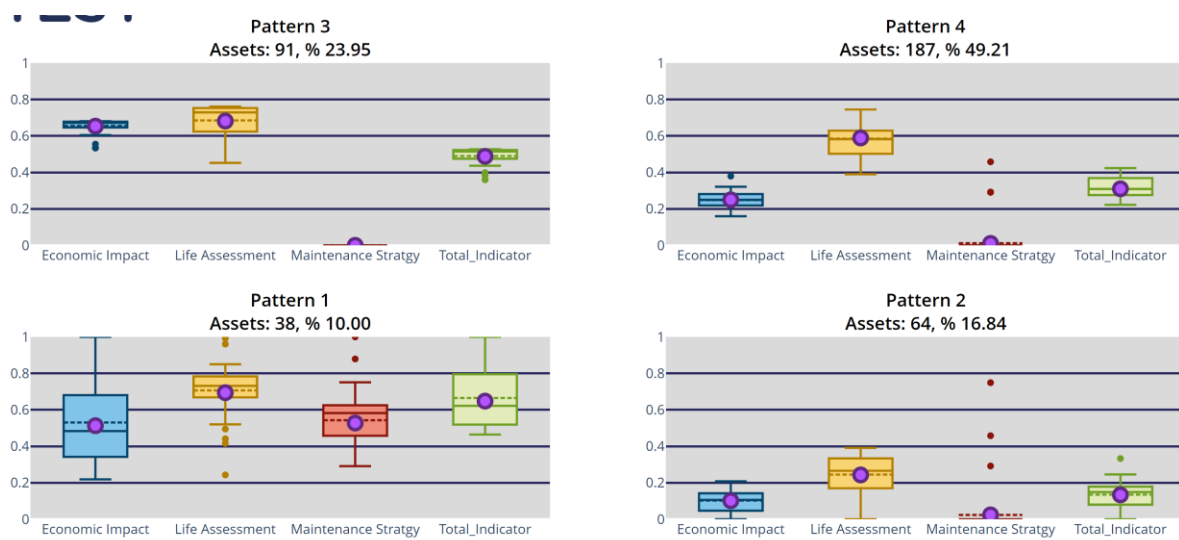 Pattern 3
Assets: 91, % 23.95
1
0.8
0.6
0.4
0.2
0
Economic Impact
Life Assessment
Maintenance Stratgy
Total_Indicator
Pattern 4
Assets: 187, % 49.21
1
0.8
0.6
0.4
0.2
0
Economic Impact
Life Assessment
Maintenance Stratgy
Total_Indicator
Pattern 1
Assets: 38, % 10.00
1
0.8
0.6
0.4
0.2
0
Economic Impact
Life Assessment
Maintenance Stratgy
Total_Indicator
Pattern 2
Assets: 64, % 16.84
1
0.8
0.6
0.4
0.2
0
Economic Impact
Life Assessment
Maintenance Stratgy
Total_Indicator